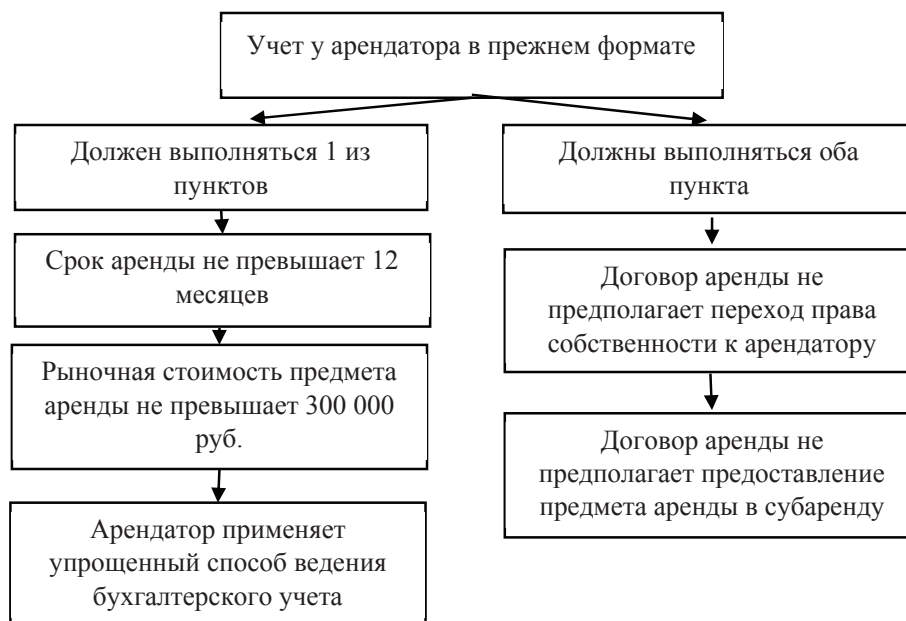 Учет у арендатора в прежнем формате
Должен выполняться 1 из
пунктов
Срок аренды не превышает 12
месяцев
Рыночная стоимость предмета
аренды не превышает 300 000
руб.
Арендатор применяет
упрощенный способ ведения
бухгалтерского учета
Должны выполняться оба
пункта
Договор аренды не
предполагает переход права
собственности к арендатору
Договор аренды не
предполагает предоставление
предмета аренды в субаренду